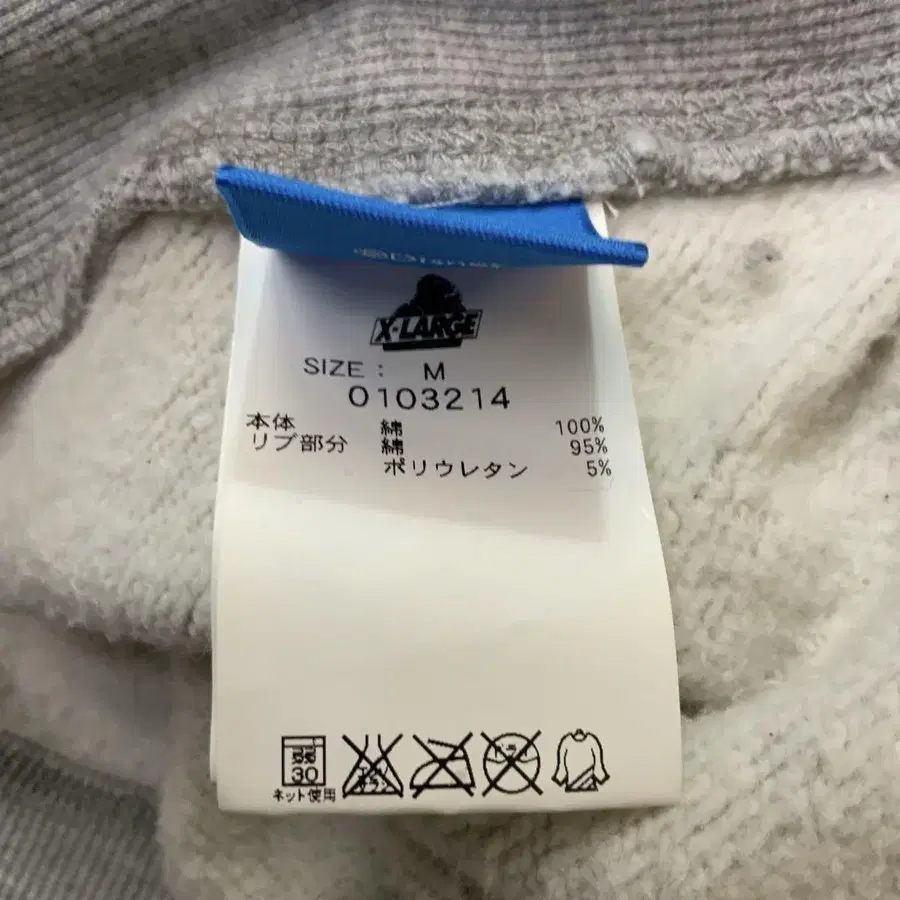 ©Disney
X-LARGE
SIZE : M
0103214
本体 綿 100%
リブ部分 綿 95%
ポリウレタン 5%
30
ネット使用